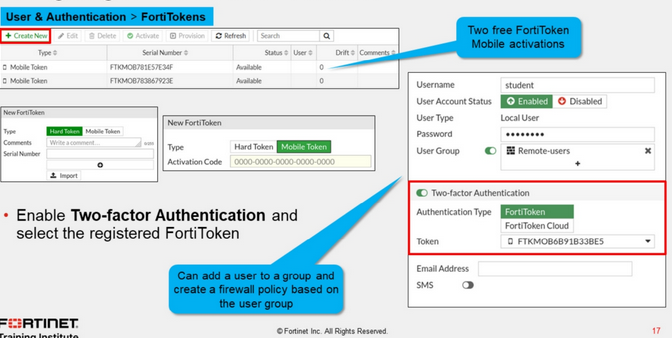 User & Authentication > FortiTokens
+ Create New Edit Delete Activate Provision Refresh Search
Type Serial Number Status User Drift Comments
Mobile Token FTKMOB781E57E34F Available 0
Mobile Token FTKMOB783867923E Available 0
Two free FortiToken
Mobile activations
New FortiToken
Type Hard Token Mobile Token
Comments Write a comment...
Serial Number
Import
New FortiToken
Type Hard Token Mobile Token
Activation Code 0000-0000-0000-0000-0000
Username student
User Account Status Enabled Disabled
User Type Local User
Password ••••••••
User Group Remote-users
+
Two-factor Authentication
Authentication Type FortiToken
FortiToken Cloud
Token FTKMOB6B91B33BE5
Email Address
SMS
• Enable Two-factor Authentication and
select the registered FortiToken
Can add a user to a group and
create a firewall policy based on
the user group
FORTINET
Training Institute
© Fortinet Inc. All Rights Reserved.
17